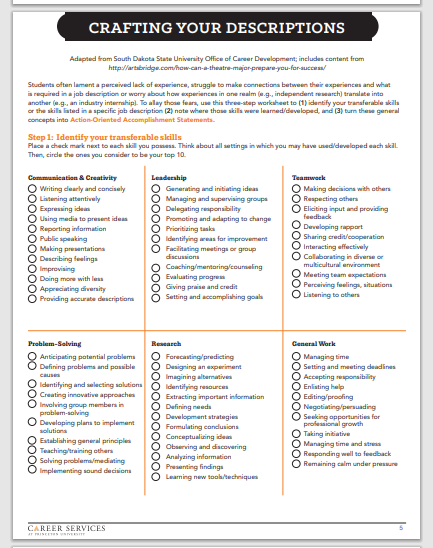 CRAFTING YOUR DESCRIPTIONS
Adapted from South Dakota State University Office of Career Development; includes content from
http://artsbridge.com/how-can-a-theatre-major-prepare-you-for-success/
Students often lament a perceived lack of experience, struggle to make connections between their experiences and what
is required in a job description or worry about how experiences in one realm (e.g., independent research) translate into
another (e.g., an industry internship). To allay those fears, use this three-step worksheet to (1) identify your transferable skills
or the skills listed in a specific job description (2) note where those skills were learned/developed, and (3) turn these general
concepts into Action-Oriented Accomplishment Statements.
Step 1: Identify your transferable skills
Place a check mark next to each skill you possess. Think about all settings in which you may have used/developed each skill.
Then, circle the ones you consider to be your top 10.
Communication & Creativity
Writing clearly and concisely
Listening attentively
Expressing ideas
Using media to present ideas
Reporting information
Public speaking
Making presentations
Describing feelings
Improvising
Doing more with less
Appreciating diversity
Providing accurate descriptions
Leadership
Generating and initiating ideas
Managing and supervising groups
Delegating responsibility
Promoting and adapting to change
Prioritizing tasks
Identifying areas for improvement
Facilitating meetings or group
discussions
Coaching/mentoring/counseling
Evaluating progress
Giving praise and credit
Setting and accomplishing goals
Teamwork
Making decisions with others
Respecting others
Eliciting input and providing
feedback
Developing rapport
Sharing credit/cooperation
Interacting effectively
Collaborating in diverse or
multicultural environment
Meeting team expectations
Perceiving feelings, situations
Listening to others
Problem-Solving
Anticipating potential problems
Defining problems and possible
causes
Identifying and selecting solutions
Creating innovative approaches
Involving group members in
problem-solving
Developing plans to implement
solutions
Establishing general principles
Teaching/training others
Solving problems/mediating
Implementing sound decisions
Research
Forecasting/predicting
Designing an experiment
Imagining alternatives
Identifying resources
Extracting important information
Defining needs
Development strategies
Formulating conclusions
Conceptualizing ideas
Observing and discovering
Analyzing information
Presenting findings
Learning new tools/techniques
General Work
Managing time
Setting and meeting deadlines
Accepting responsibility
Enlisting help
Editing/proofing
Negotiating/persuading
Seeking opportunities for
professional growth
Taking initiative
Managing time and stress
Responding well to feedback
Remaining calm under pressure
CAREER SERVICES
AT PRINCETON UNIVERSITY
5